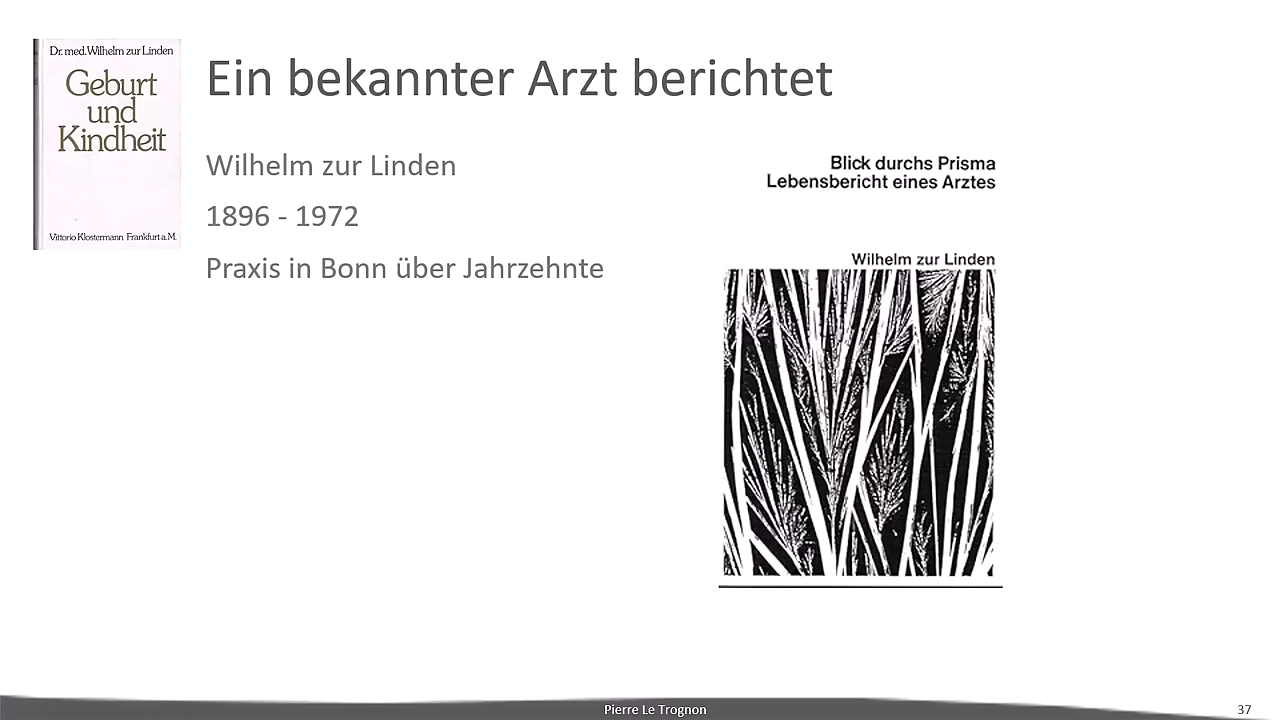 Dr. med. Wilhelm zur Linden
Geburt
und
Kindheit
Vittorio Klostermann Frankfurt a. M.
Ein bekannter Arzt berichtet
Wilhelm zur Linden
1896 - 1972
Praxis in Bonn über Jahrzehnte
Blick durchs Prisma
Lebensbericht eines Arztes
Wilhelm zur Linden
Pierre Le Trognon
37